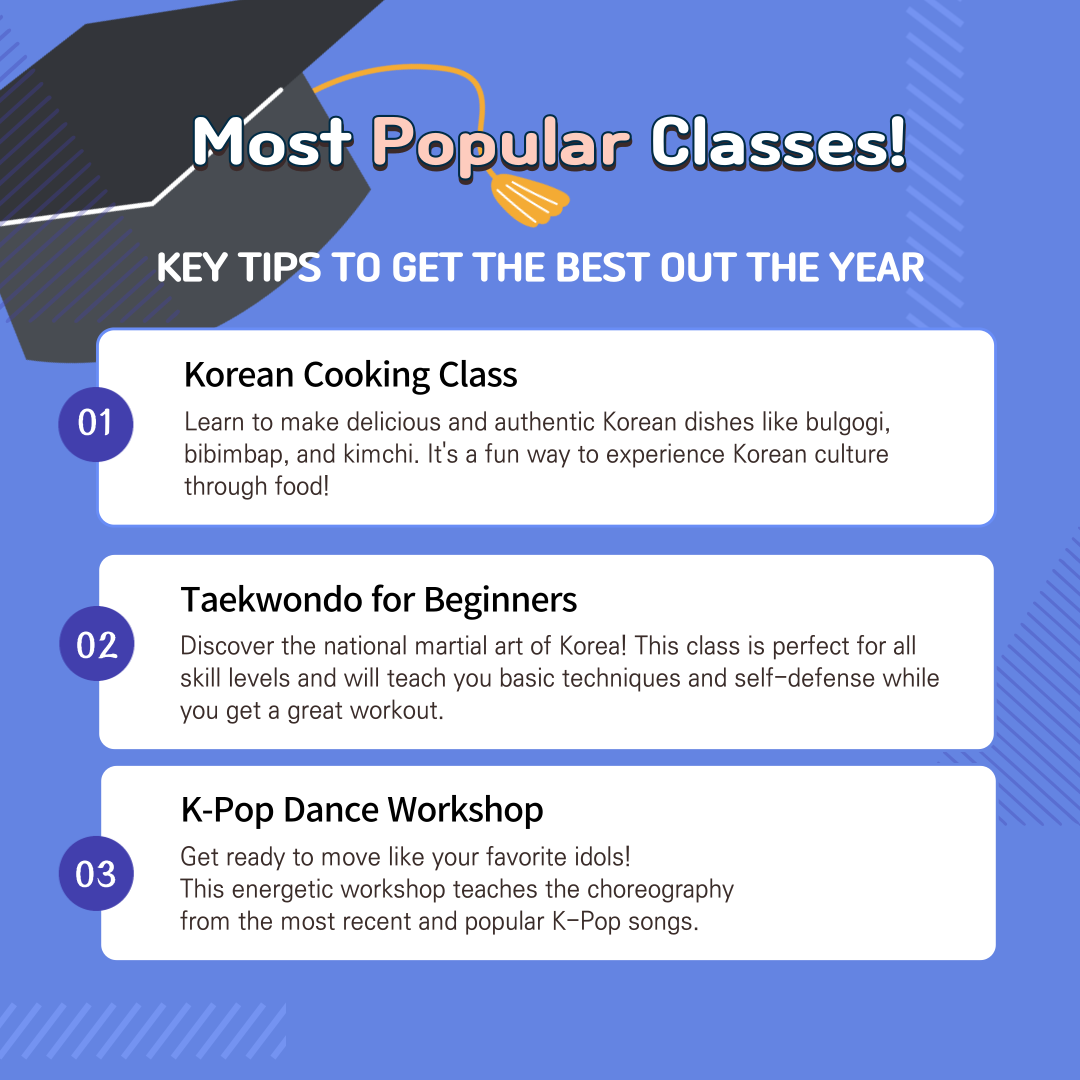 Most Popular Classes!
KEY TIPS TO GET THE BEST OUT THE YEAR
01
Korean Cooking Class
Learn to make delicious and authentic Korean dishes like bulgogi,
bibimbap, and kimchi. It's a fun way to experience Korean culture
through food!
02
Taekwondo for Beginners
Discover the national martial art of Korea! This class is perfect for all
skill levels and will teach you basic techniques and self-defense while
you get a great workout.
03
K-Pop Dance Workshop
Get ready to move like your favorite idols!
This energetic workshop teaches the choreography
from the most recent and popular K-Pop songs.